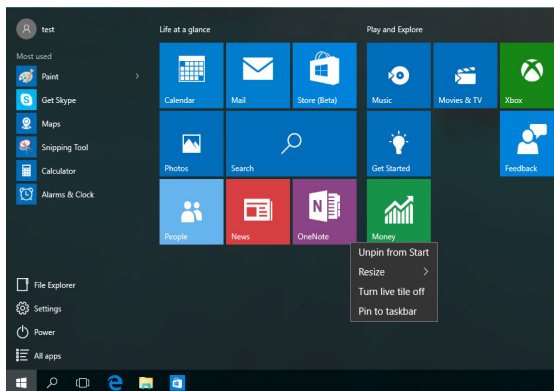 test
Life at a glance
Play and Explore
Most used
Paint
Get Skype
Maps
Snipping Tool
Calculator
Alarms & Clock
Calendar
Mail
Store (Beta)
Music
Movies & TV
Xbox
Photos
Search
Get Started
Feedback
People
News
OneNote
Money
Unpin from Start
Resize
Turn live tile off
Pin to taskbar
File Explorer
Settings
Power
All apps